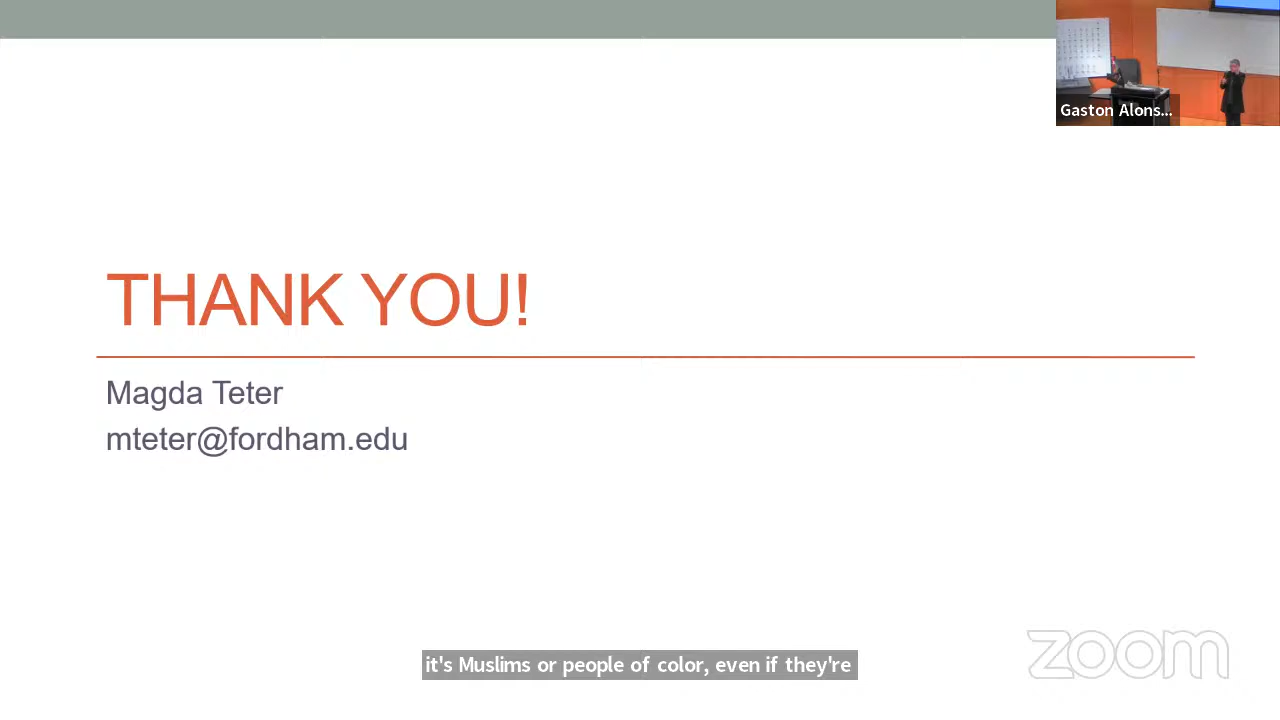 Gaston Alons...
THANK YOU!
Magda Teter
mteter@fordham.edu
it's Muslims or people of color, even if they're
zoom